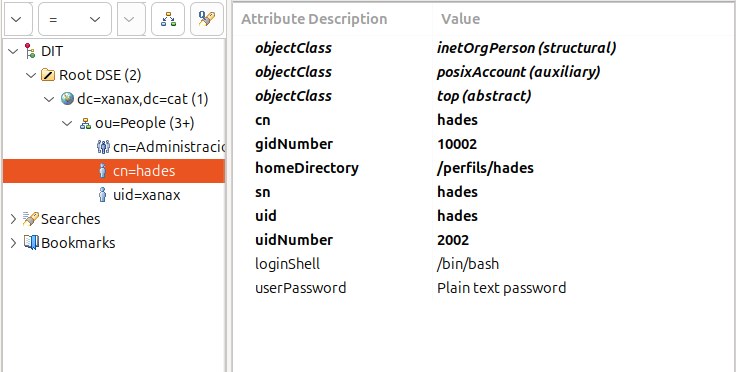 =
DIT
Root DSE (2)
dc=xanax,dc=cat (1)
ou=People (3+)
cn=Administracio
cn=hades
uid=xanax
Searches
Bookmarks
Attribute Description Value
objectClass inetOrgPerson (structural)
objectClass posixAccount (auxiliary)
objectClass top (abstract)
cn hades
gidNumber 10002
homeDirectory /perfils/hades
sn hades
uid hades
uidNumber 2002
loginShell /bin/bash
userPassword Plain text password